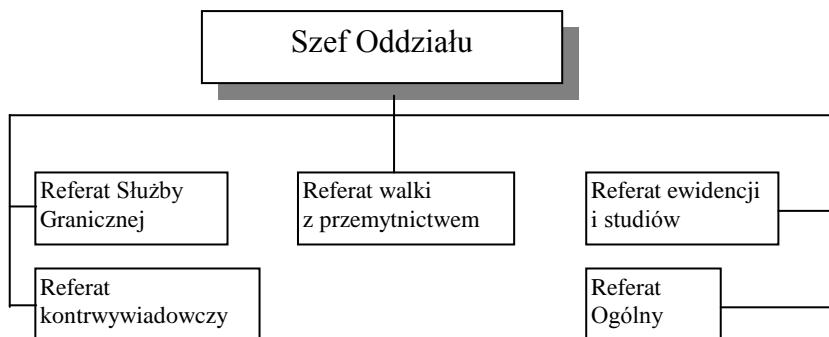 Szef Oddziału
Referat Służby
Granicznej
Referat walki
z przemytnictwem
Referat ewidencji
i studiów
Referat
kontrwywiadowczy
Referat
Ogólny